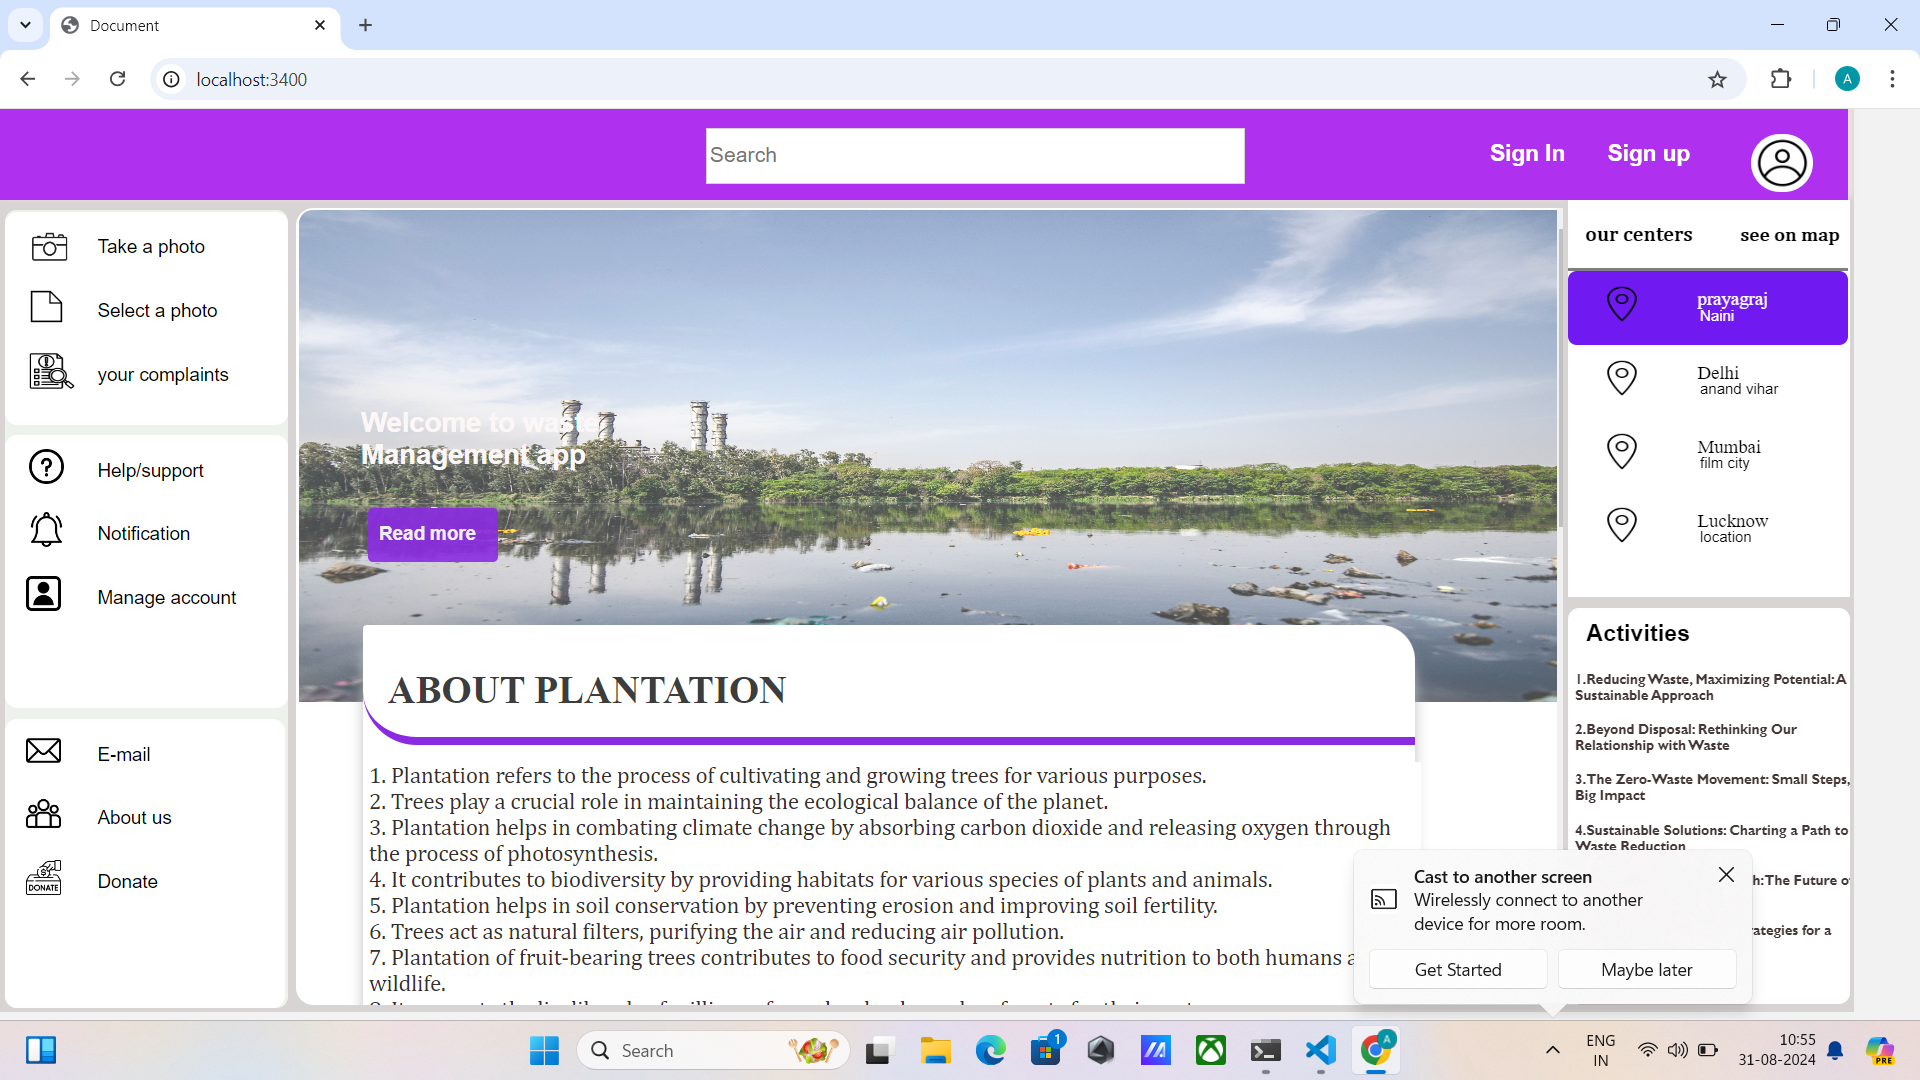 Document
localhost:3400
A
Search
Sign In
Sign up
Take a photo
Select a photo
your complaints
Help/support
Notification
Manage account
E-mail
About us
DONATE
Donate
Welcome to waste
Management app
Read more
ABOUT PLANTATION
1. Plantation refers to the process of cultivating and growing trees for various purposes.
2. Trees play a crucial role in maintaining the ecological balance of the planet.
3. Plantation helps in combating climate change by absorbing carbon dioxide and releasing oxygen through
the process of photosynthesis.
4. It contributes to biodiversity by providing habitats for various species of plants and animals.
5. Plantation helps in soil conservation by preventing erosion and improving soil fertility.
6. Trees act as natural filters, purifying the air and reducing air pollution.
7. Plantation of fruit-bearing trees contributes to food security and provides nutrition to both humans
wildlife.
our centers
see on map
prayagraj
Naini
Delhi
anand vihar
Mumbai
film city
Lucknow
location
Activities
1.Reducing Waste, Maximizing Potential: A
Sustainable Approach
2.Beyond Disposal: Rethinking Our
Relationship with Waste
3.The Zero-Waste Movement: Small Steps,
Big Impact
4.Sustainable Solutions: Charting a Path to
Waste Reduction
The Future
for a
Cast to another screen
Wirelessly connect to another
device for more room.
Get Started
Maybe later
Search
1
A
ENG
IN
10:55
31-08-2024
PRE